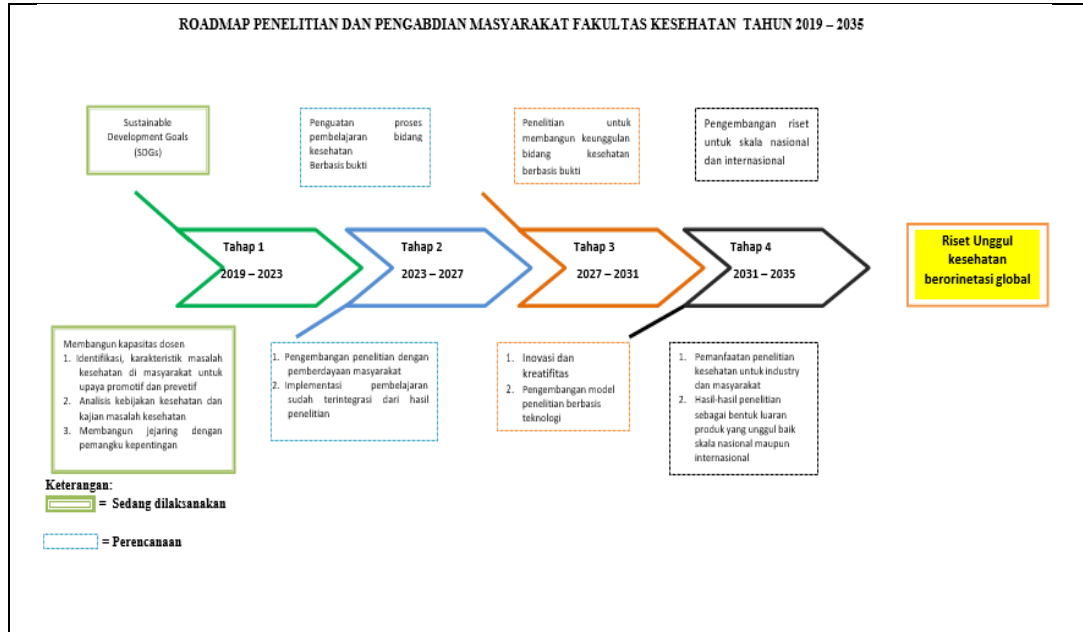 ROADMAP PENELITIAN DAN PENGABDIAN MASYARAKAT FAKULTAS KESEHATAN TAHUN 2019 – 2035
Sustainable
Development Goals
(SDGs)
Penguatan proses
pembelajaran bidang
kesehatan
Berbasis bukti
Penelitian untuk
membangun keunggulan
bidang kesehatan
berbasis bukti
Pengembangan riset
untuk skala nasional
dan internasional
Tahap 1
2019 – 2023
Tahap 2
2023 – 2027
Tahap 3
2027 – 2031
Tahap 4
2031 – 2035
Riset Unggul
kesehatan
berorinetasi global
Membangun kapasitas dosen
1. Identifikasi, karakteristik masalah
kesehatan di masyarakat untuk
upaya promotif dan prevetif
2. Analisis kebijakan kesehatan dan
kajian masalah kesehatan
3. Membangun jejaring dengan
pemangku kepentingan
1. Pengembangan penelitian dengan
pemberdayaan masyarakat
2. Implementasi pembelajaran
sudah terintegrasi dari hasil
penelitian
1. Inovasi dan
kreatifitas
2. Pengembangan model
penelitian berbasis
teknologi
1. Pemanfaatan penelitian
kesehatan untuk industry
dan masyarakat
2. Hasil-hasil penelitian
sebagai bentuk luaran
produk yang unggul baik
skala nasional maupun
internasional
Keterangan:
= Sedang dilaksanakan
= Perencanaan